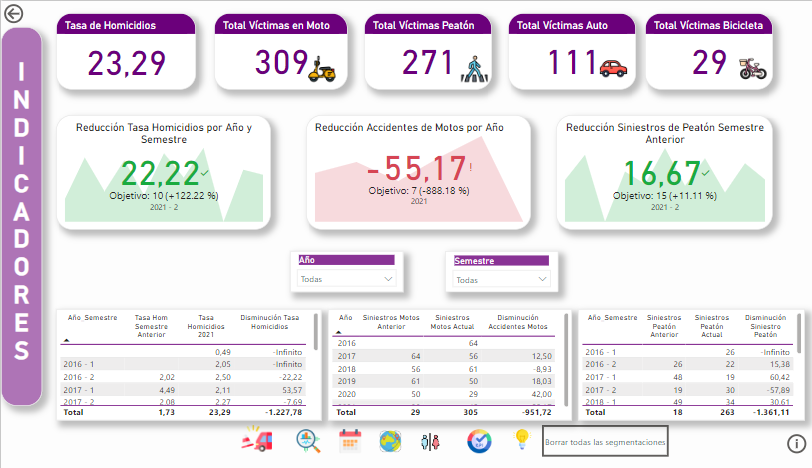 INDICADORES
Tasa de Homicidios
23,29
Total Víctimas en Moto
309
Total Víctimas Peatón
271
Total Víctimas Auto
111
Total Víctimas Bicicleta
29
Reducción Tasa Homicidios por Año y
Semestre
22,22
Objetivo: 10 (+122.22 %)
2021 - 2
Reducción Accidentes de Motos por Año
-55,17!
Objetivo: 7 (-888.18 %)
2021
Reducción Siniestros de Peatón Semestre
Anterior
16,67
Objetivo: 15 (+11.11 %)
2021 - 2
Año
Todas
Semestre
Todas
Año_Semestre Tasa Hom Semestre Anterior Tasa Homicidios 2021 Disminución Tasa Homicidios
0,49 -Infinito
2016 - 1 2,05 -Infinito
2016 - 2 2,02 2,50 -22,22
2017 - 1 4,49 2,11 53,57
2017 - 2 2,08 2,27 -7,69
Total 1,73 23,29 -1.227,78
Año Siniestros Motos Anterior Siniestros Motos Actual Disminución Accidentes Motos
2016 64
2017 64 56 12,50
2018 56 61 -8,93
2019 61 50 18,03
2020 50 29 42,00
Total 29 305 -951,72
Año_Semestre Siniestros Peatón Anterior Siniestros Peatón Actual Disminución Siniestro Peatón
2016 - 1 26 -Infinito
2016 - 2 26 22 15,38
2017 - 1 48 19 60,42
2017 - 2 19 30 -57,89
2018 - 1 49 34 30,61
Total 18 263 -1.361,11
KPI
Borrar todas las segmentaciones